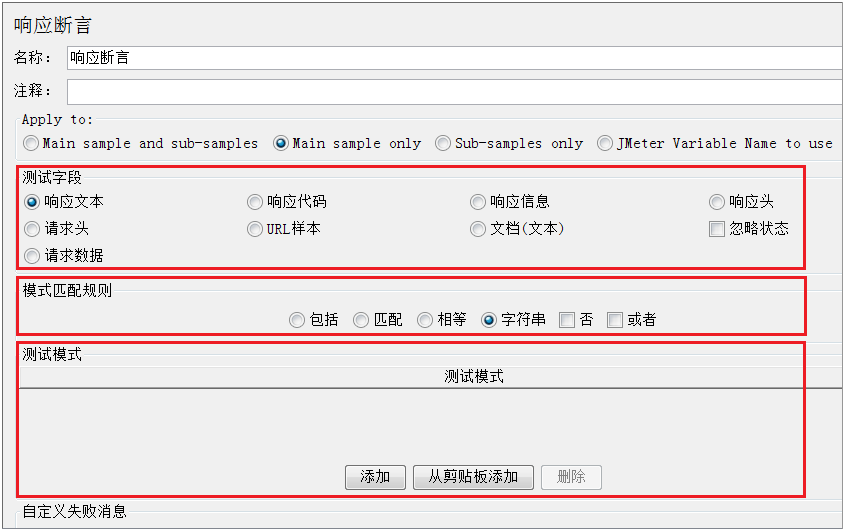 响应断言
名称： 响应断言
注释：
Apply to:
Main sample and sub-samples Main sample only Sub-samples only JMeter Variable Name to use
测试字段
响应文本 响应代码 响应信息 响应头
请求头 URL样本 文档(文本) 忽略状态
请求数据
模式匹配规则
包括 匹配 相等 字符串 否 或者
测试模式
测试模式
添加 从剪贴板添加 删除
自定义失败消息